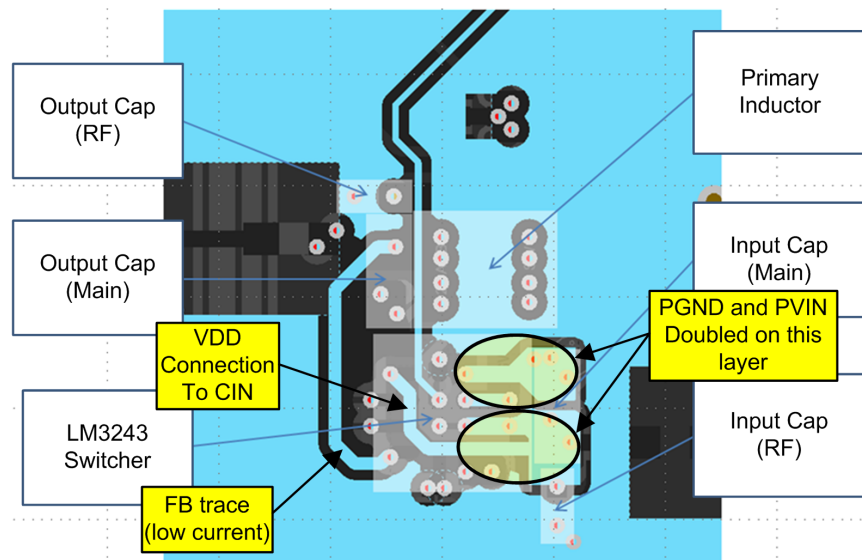 Output Cap
(RF)
Output Cap
(Main)
LM3243
Switcher
VDD
Connection
To CIN
FB trace
(low current)
Primary
Inductor
Input Cap
(Main)
PGND and PVIN
Doubled on this
layer
Input Cap
(RF)